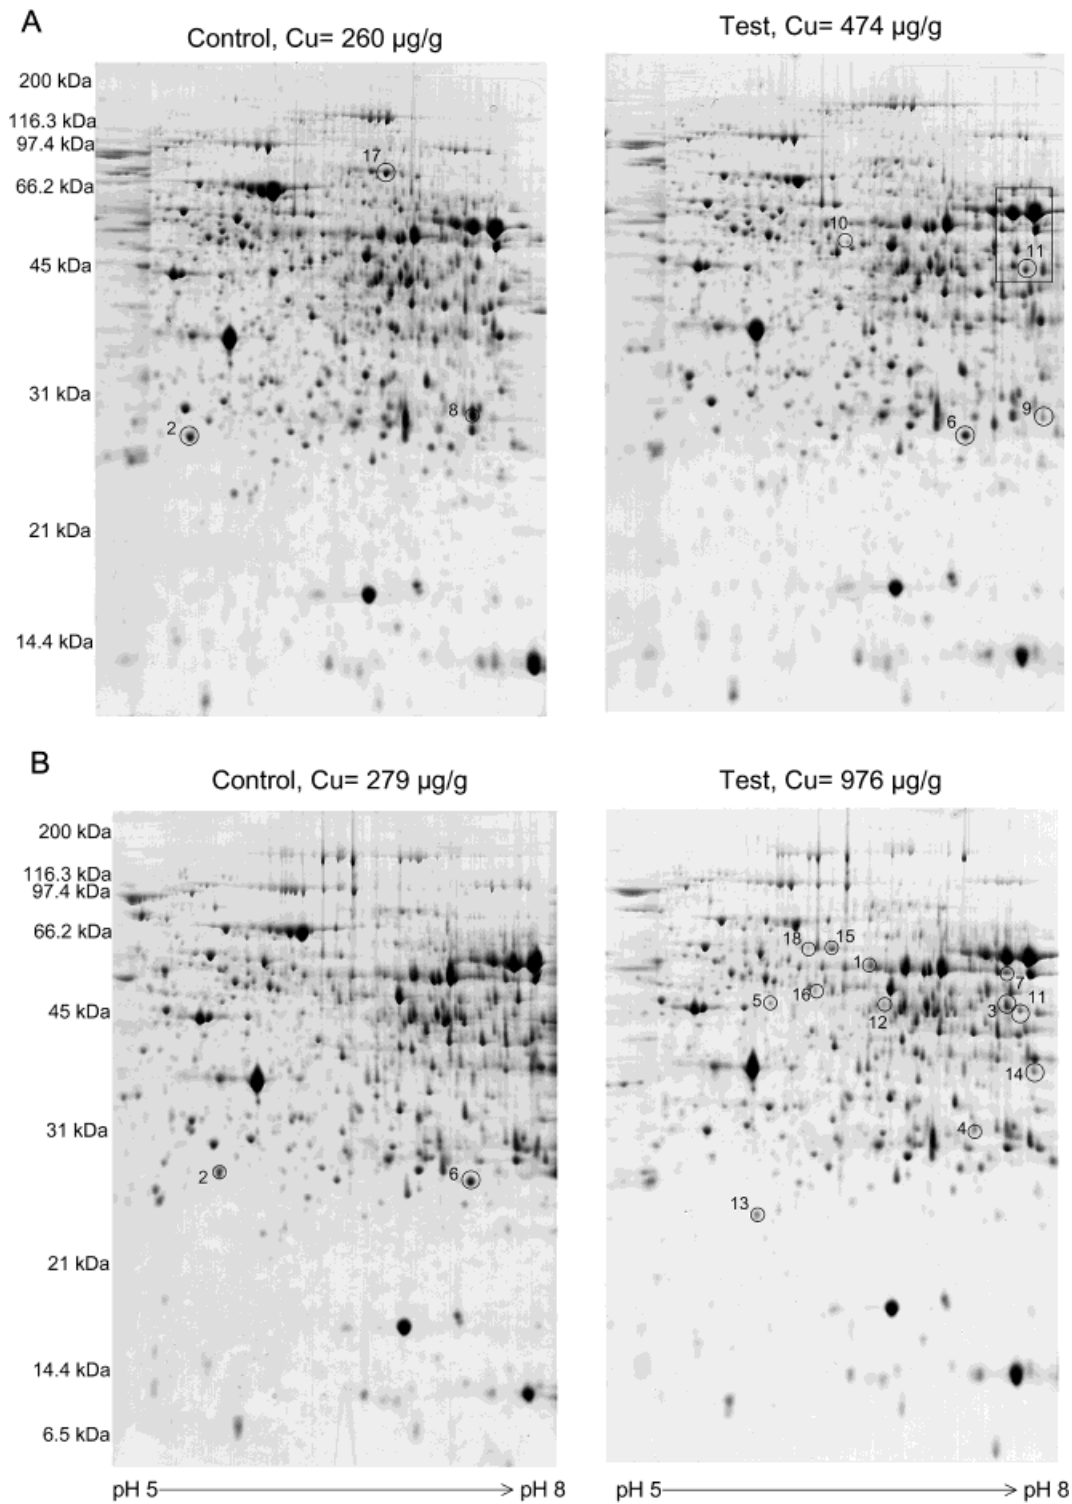 A
Control, Cu= 260 µg/g
Test, Cu= 474 µg/g
200 kDa
116.3 kDa
97.4 kDa
66.2 kDa
45 kDa
31 kDa
21 kDa
14.4 kDa
17
2
8
10
11
6
9
B
Control, Cu= 279 µg/g
Test, Cu= 976 µg/g
200 kDa
116.3 kDa
97.4 kDa
66.2 kDa
45 kDa
31 kDa
21 kDa
14.4 kDa
6.5 kDa
2
6
18
15
1
7
16
5
3
11
12
14
4
13
pH 5
pH 8
pH 5
pH 8